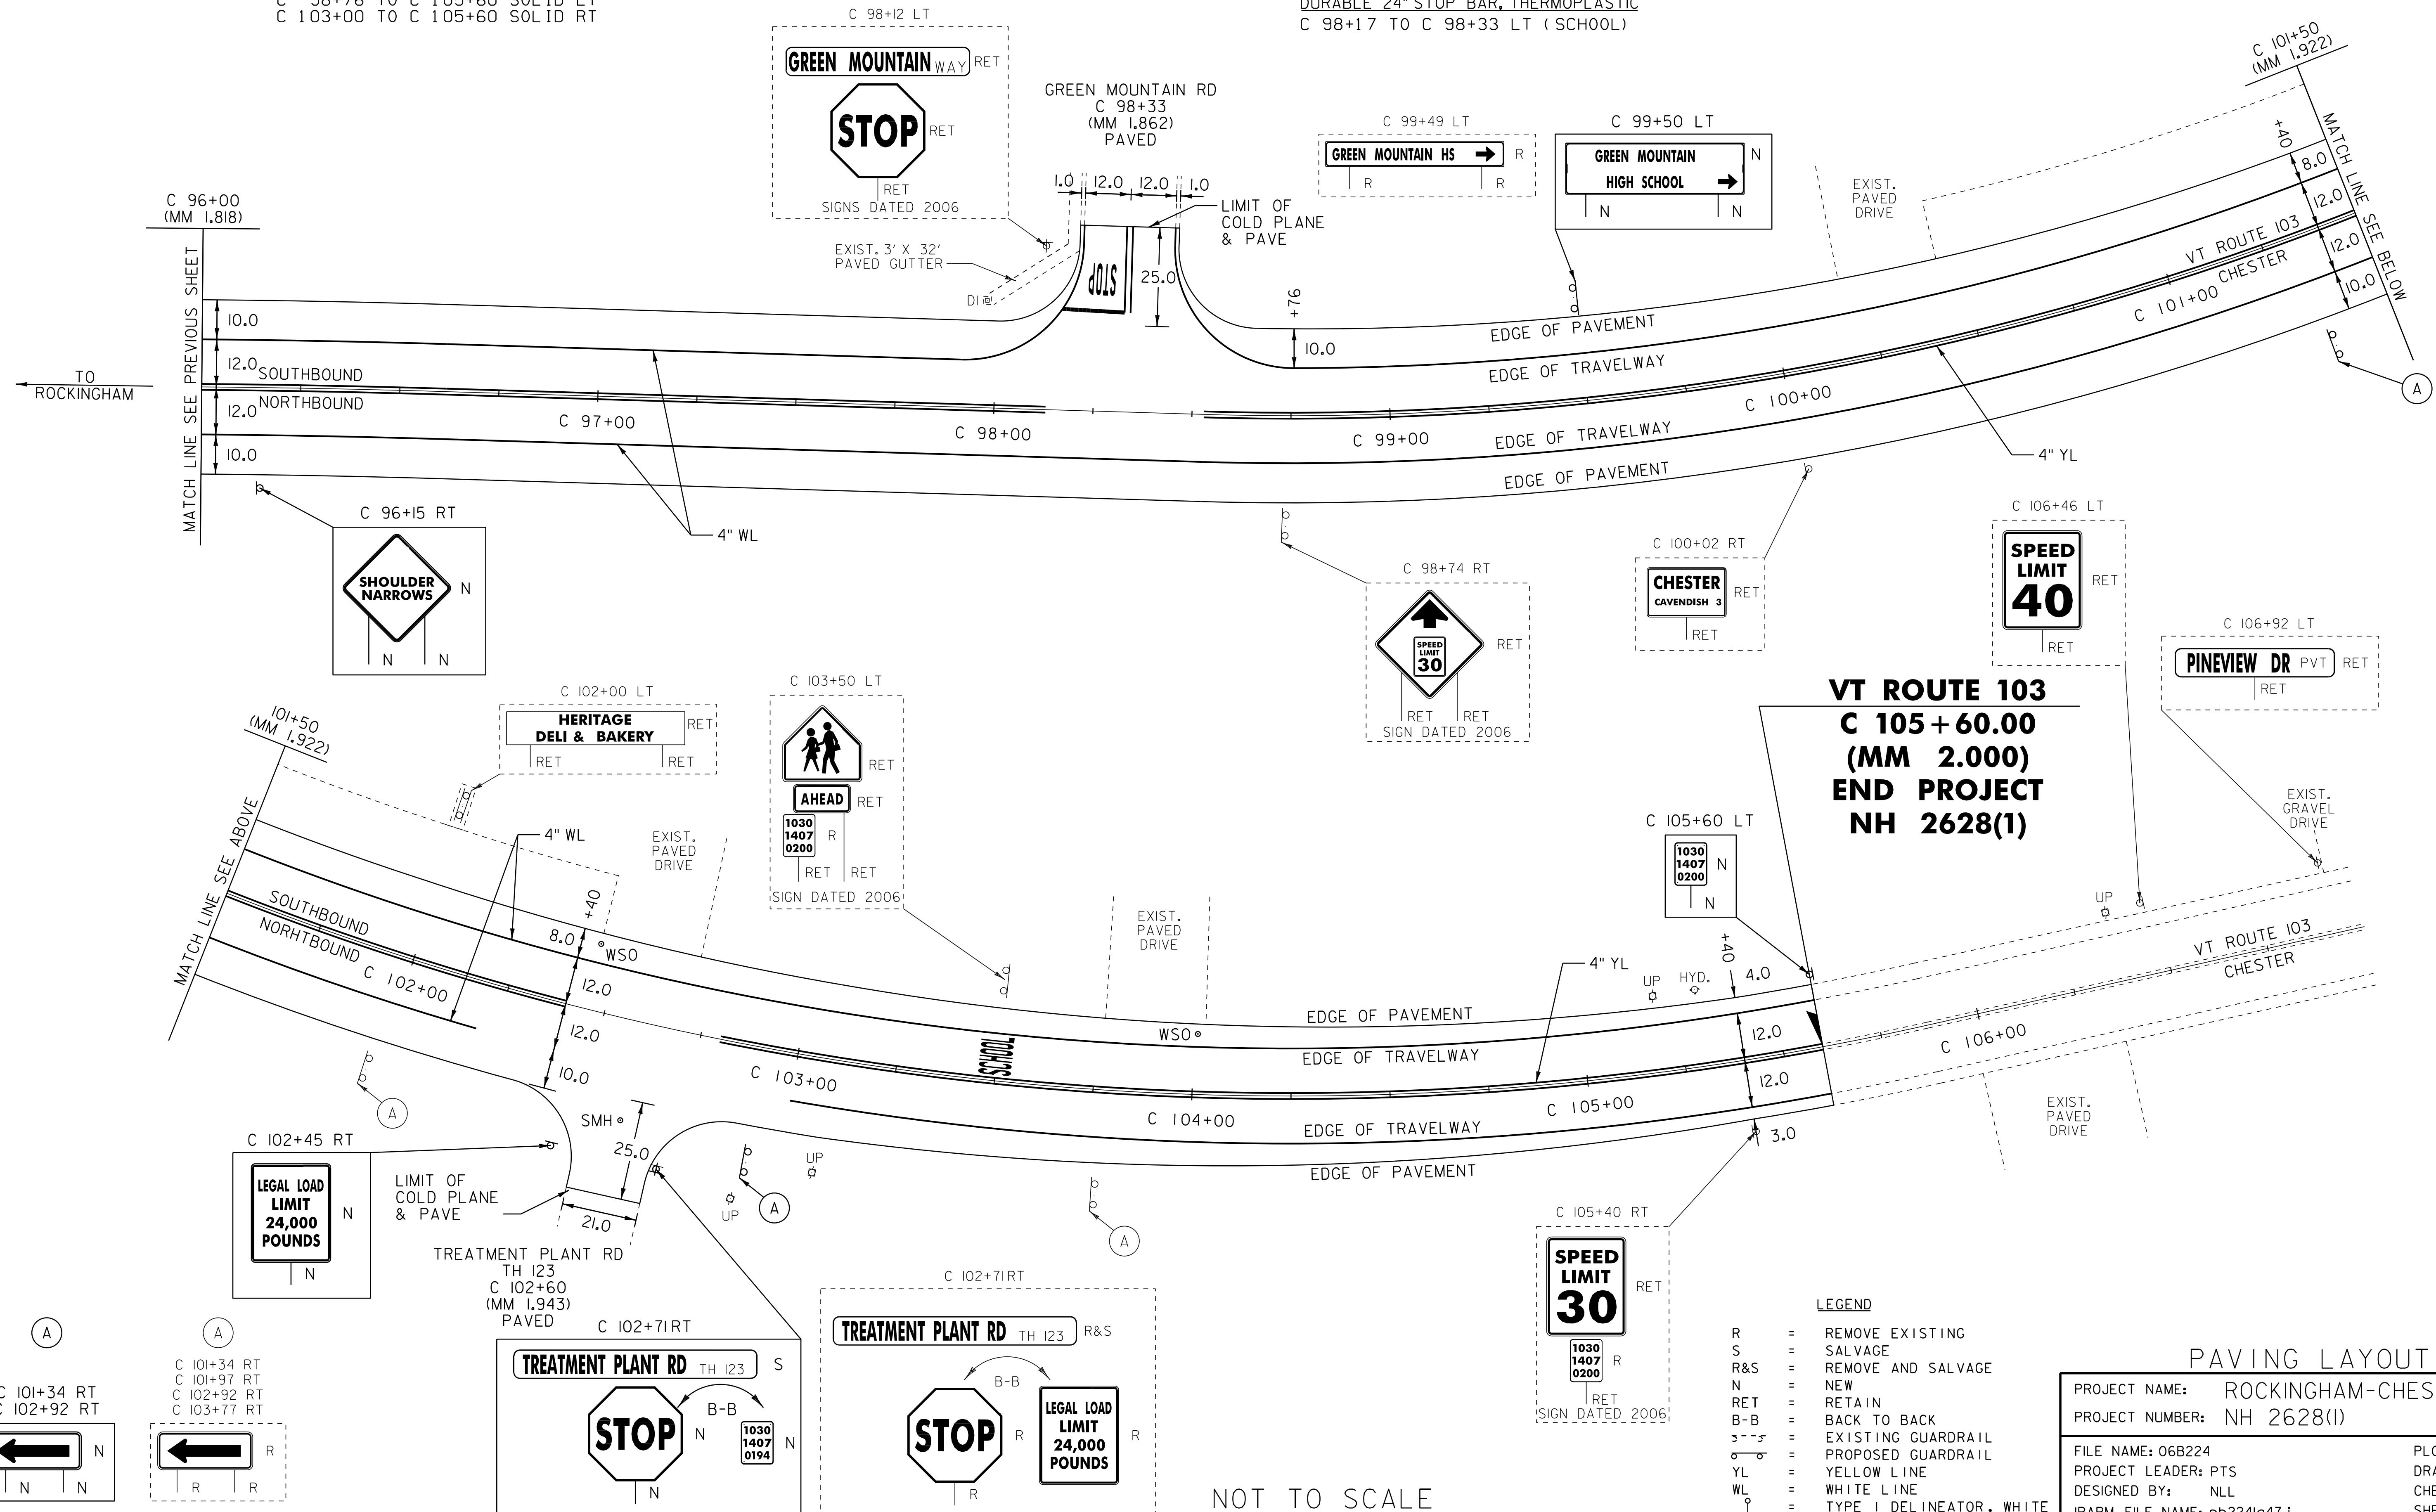 C 103+00 TO C 105+60 SOLID RT
DURABLE 24" STOP BAR, THERMOPLASTIC
C 98+17 TO C 98+33 LT (SCHOOL)
C 98+12 LT
GREEN MOUNTAIN WAY RET
STOP RET
RET
SIGNS DATED 2006
GREEN MOUNTAIN RD
C 98+33
(MM 1.862)
PAVED
1.0 12.0 12.0 1.0
LIMIT OF
COLD PLANE
& PAVE
EXIST. 3' X 32'
PAVED GUTTER
DI
STOP
25.0
C 99+49 LT
GREEN MOUNTAIN HS R
R R
C 99+50 LT
GREEN MOUNTAIN
HIGH SCHOOL
N
N N
EXIST.
PAVED
DRIVE
C 101+50
(MM 1.922)
MATCH LINE SEE BELOW
+40
8.0
12.0
12.0
10.0
VT ROUTE 103
CHESTER
C 101+00
C 96+00
(MM 1.818)
MATCH LINE SEE PREVIOUS SHEET
TO
ROCKINGHAM
10.0
12.0
12.0
10.0
SOUTHBOUND
NORTHBOUND
C 97+00
C 98+00
C 99+00
C 100+00
+76
10.0
EDGE OF PAVEMENT
EDGE OF TRAVELWAY
EDGE OF TRAVELWAY
EDGE OF PAVEMENT
4" WL
4" YL
A
C 96+15 RT
SHOULDER
NARROWS
N
N N
C 98+74 RT
SPEED
LIMIT
30
RET
RET RET
SIGN DATED 2006
C 100+02 RT
CHESTER
CAVENDISH 3
RET
RET
C 106+46 LT
SPEED
LIMIT
40
RET
RET
C 106+92 LT
PINEVIEW DR PVT RET
RET
VT ROUTE 103
C 105+60.00
(MM 2.000)
END PROJECT
NH 2628(1)
EXIST.
GRAVEL
DRIVE
101+50
(MM 1.922)
MATCH LINE SEE ABOVE
C 102+00 LT
HERITAGE
DELI & BAKERY
RET
RET RET
C 103+50 LT
RET
AHEAD RET
1030
1407
0200
R
RET RET
SIGN DATED 2006
4" WL
EXIST.
PAVED
DRIVE
+40
8.0
WSO
12.0
12.0
10.0
SOUTHBOUND
NORHTBOUND
C 102+00
EXIST.
PAVED
DRIVE
C 105+60 LT
1030
1407
0200
N
N
UP
UP HYD.
+40
4.0
12.0
12.0
3.0
VT ROUTE 103
CHESTER
C 106+00
4" YL
SCHOOL
WSO
EDGE OF PAVEMENT
EDGE OF TRAVELWAY
C 103+00
C 104+00
C 105+00
EDGE OF TRAVELWAY
EDGE OF PAVEMENT
EXIST.
PAVED
DRIVE
A
SMH
25.0
21.0
UP
UP
A
A
C 102+45 RT
LEGAL LOAD
LIMIT
24,000
POUNDS
N
N
LIMIT OF
COLD PLANE
& PAVE
TREATMENT PLANT RD
TH 123
C 102+60
(MM 1.943)
PAVED
C 105+40 RT
SPEED
LIMIT
30
RET
1030
1407
0200
R
RET
SIGN DATED 2006
A
C 101+34 RT
C 102+92 RT
N
N N
A
C 101+34 RT
C 101+97 RT
C 102+92 RT
C 103+77 RT
R
R R
C 102+71 RT
TREATMENT PLANT RD TH 123 S
STOP
N
B-B
1030
1407
0194
N
N
C 102+71 RT
TREATMENT PLANT RD TH 123 R&S
B-B
STOP
R
LEGAL LOAD
LIMIT
24,000
POUNDS
R
R
NOT TO SCALE
LEGEND
R = REMOVE EXISTING
S = SALVAGE
R&S = REMOVE AND SALVAGE
N = NEW
RET = RETAIN
B-B = BACK TO BACK
= EXISTING GUARDRAIL
= PROPOSED GUARDRAIL
YL = YELLOW LINE
WL = WHITE LINE
= TYPE I DELINEATOR, WHITE
PAVING LAYOUT
PROJECT NAME: ROCKINGHAM-CHES
PROJECT NUMBER: NH 2628(1)
FILE NAME: 06B224
PROJECT LEADER: PTS
DESIGNED BY: NLL
PLO
DRA